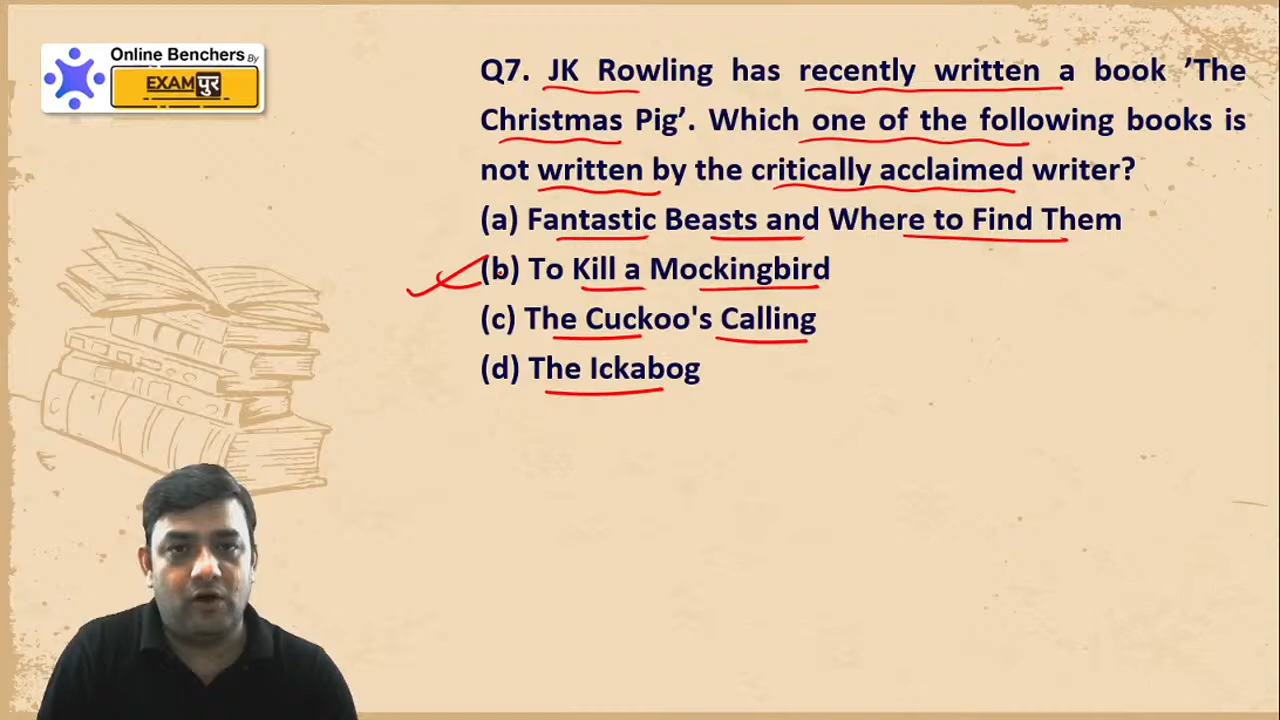 Online Benchers By
EXAM पुर
Q7. JK Rowling has recently written a book ’The
Christmas Pig’. Which one of the following books is
not written by the critically acclaimed writer?
(a) Fantastic Beasts and Where to Find Them
(b) To Kill a Mockingbird
(c) The Cuckoo's Calling
(d) The Ickabog